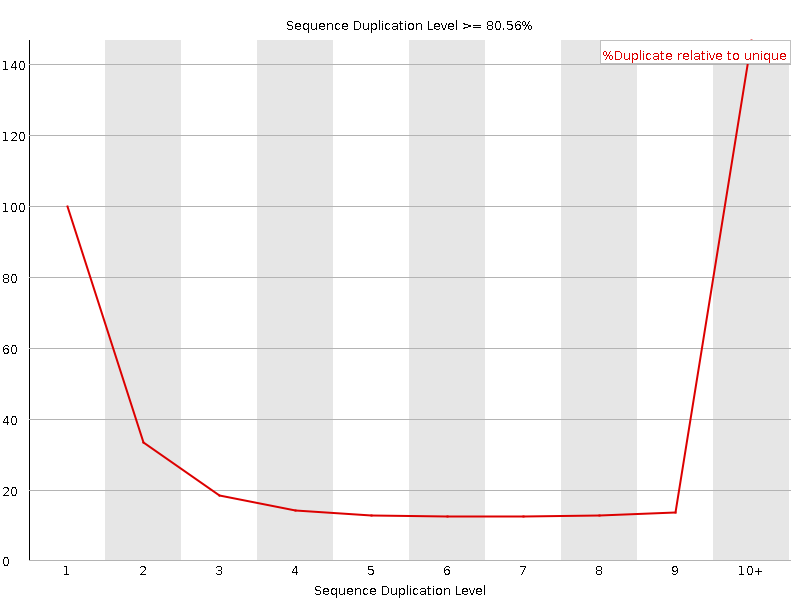 Sequence Duplication Level >= 80.56%
%Duplicate relative to unique
140
120
100
80
60
40
20
0
1 2 3 4 5 6 7 8 9 10+
Sequence Duplication Level